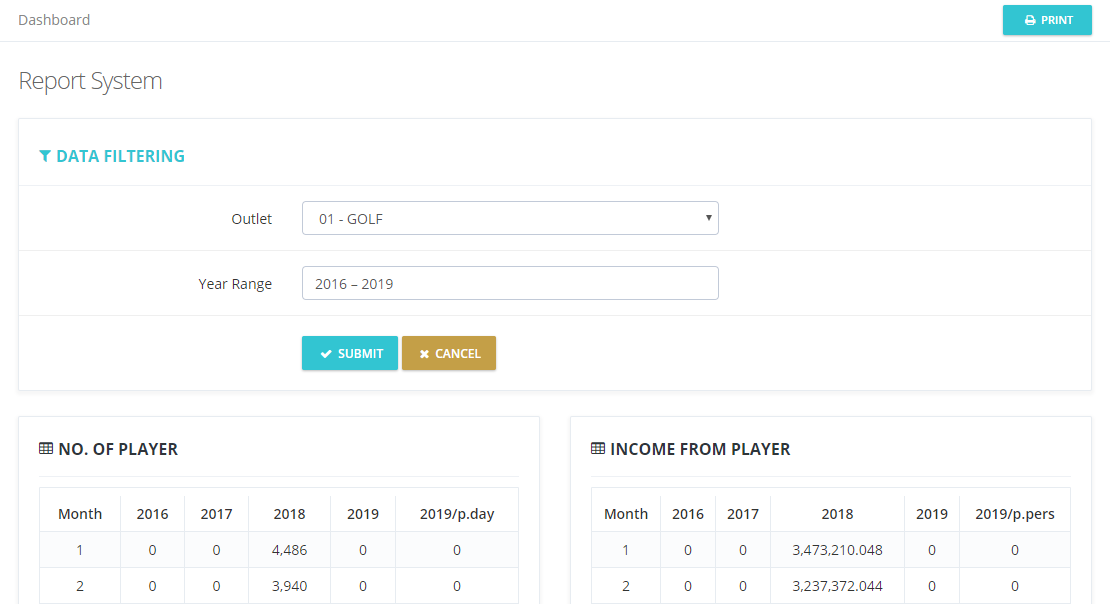 Dashboard
PRINT
Report System
DATA FILTERING
Outlet
01 - GOLF
Year Range
2016 – 2019
SUBMIT
CANCEL
NO. OF PLAYER
Month 2016 2017 2018 2019 2019/p.day
1 0 0 4,486 0 0
2 0 0 3,940 0 0
INCOME FROM PLAYER
Month 2016 2017 2018 2019 2019/p.pers
1 0 0 3,473,210.048 0 0
2 0 0 3,237,372.044 0 0